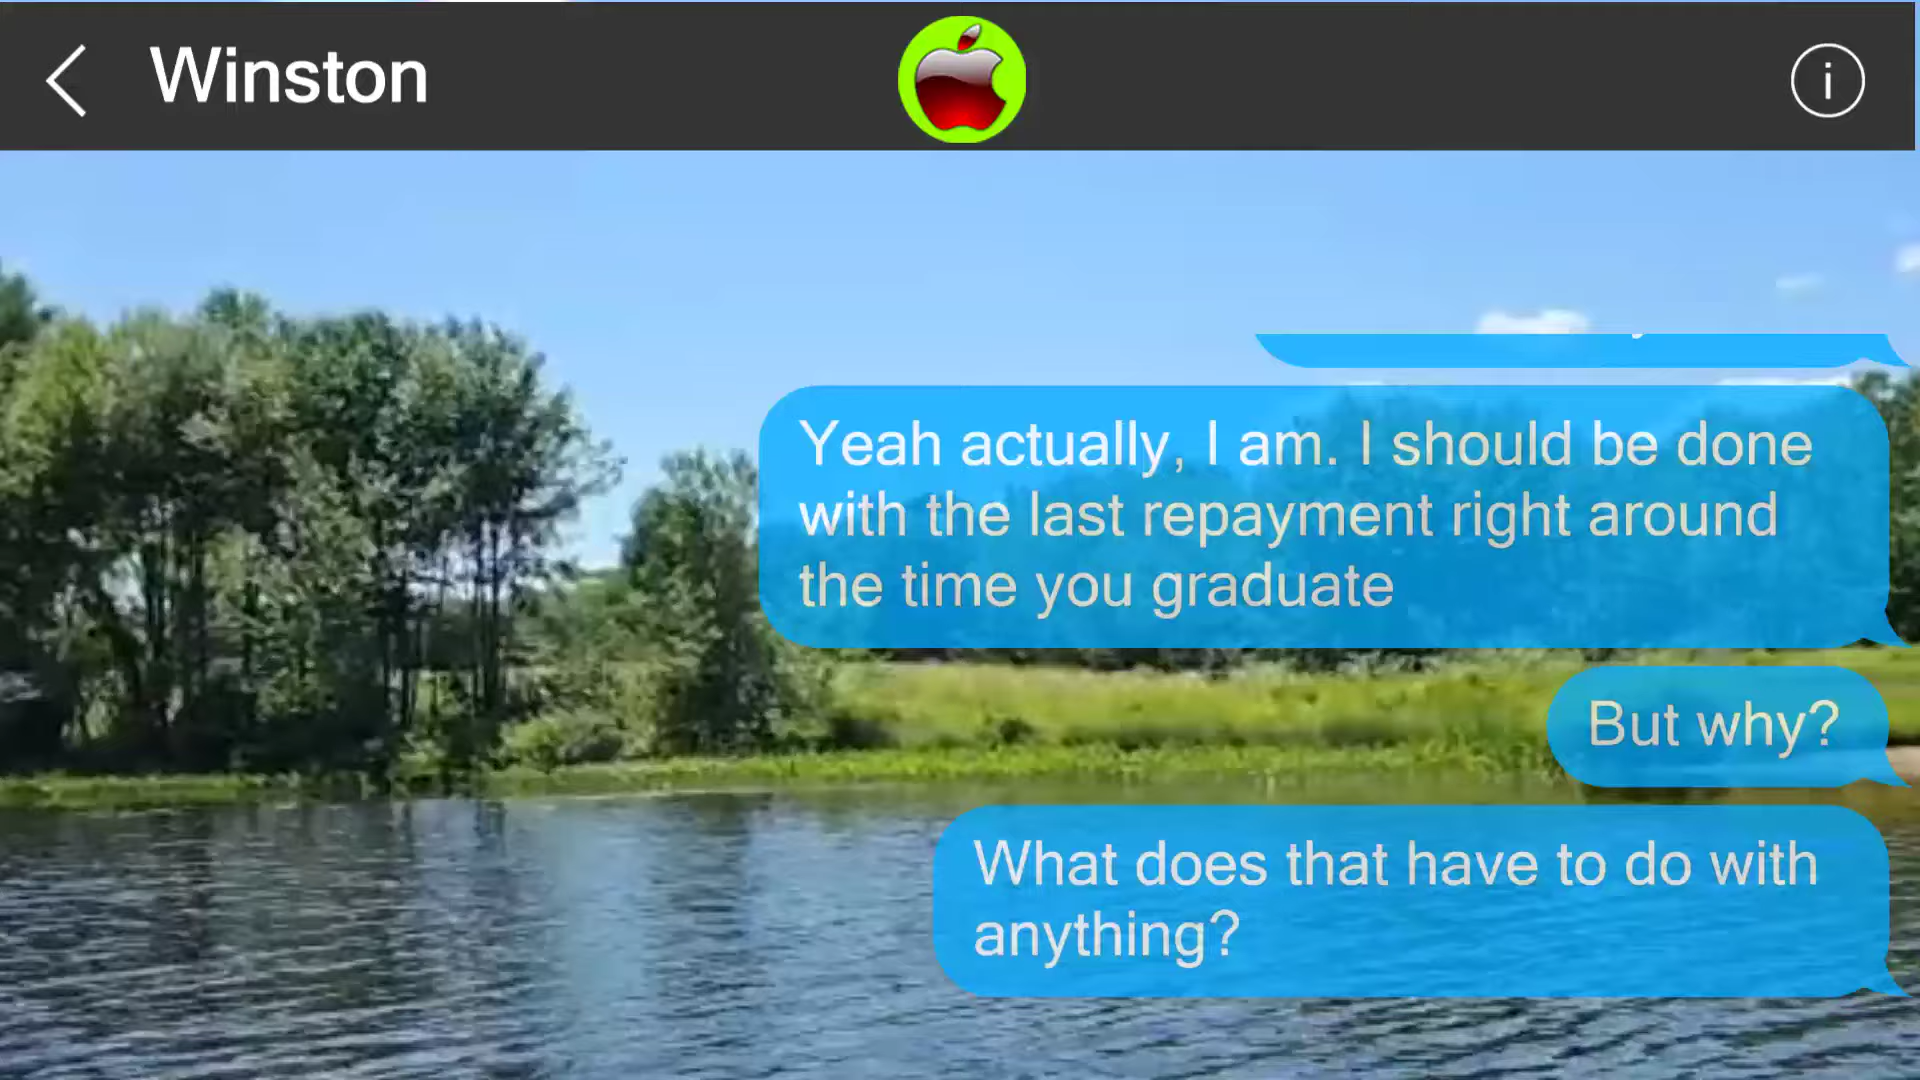 Winston
i
Yeah actually, I am. I should be done
with the last repayment right around
the time you graduate
But why?
What does that have to do with
anything?